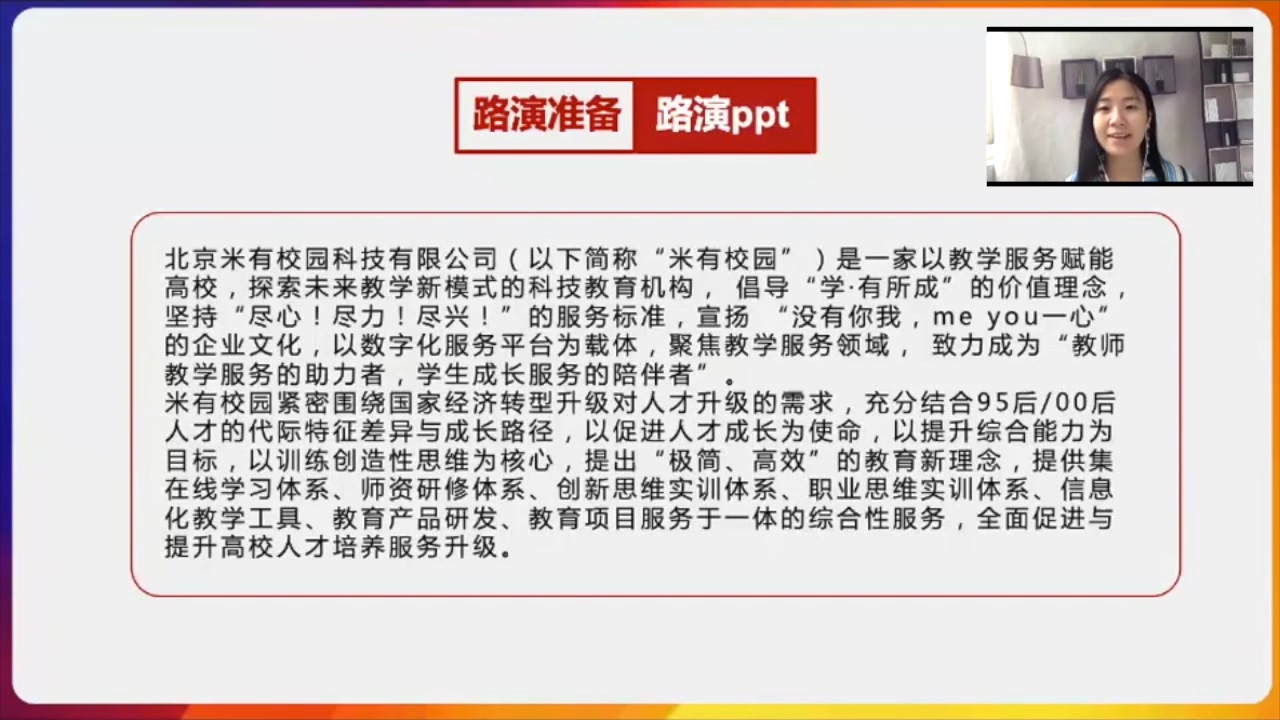 路演准备 路演ppt
北京米有校园科技有限公司（以下简称“米有校园”）是一家以教学服务赋能
高校，探索未来教学新模式的科技教育机构， 倡导“学·有所成”的价值理念，
坚持“尽心！尽力！尽兴！”的服务标准，宣扬 “没有你我，me you一心”
的企业文化，以数字化服务平台为载体，聚焦教学服务领域， 致力成为“教师
教学服务的助力者，学生成长服务的陪伴者”。
米有校园紧密围绕国家经济转型升级对人才升级的需求，充分结合95后/00后
人才的代际特征差异与成长路径，以促进人才成长为使命，以提升综合能力为
目标，以训练创造性思维为核心，提出“极简、高效”的教育新理念，提供集
在线学习体系、师资研修体系、创新思维实训体系、职业思维实训体系、信息
化教学工具、教育产品研发、教育项目服务于一体的综合性服务，全面促进与
提升高校人才培养服务升级。